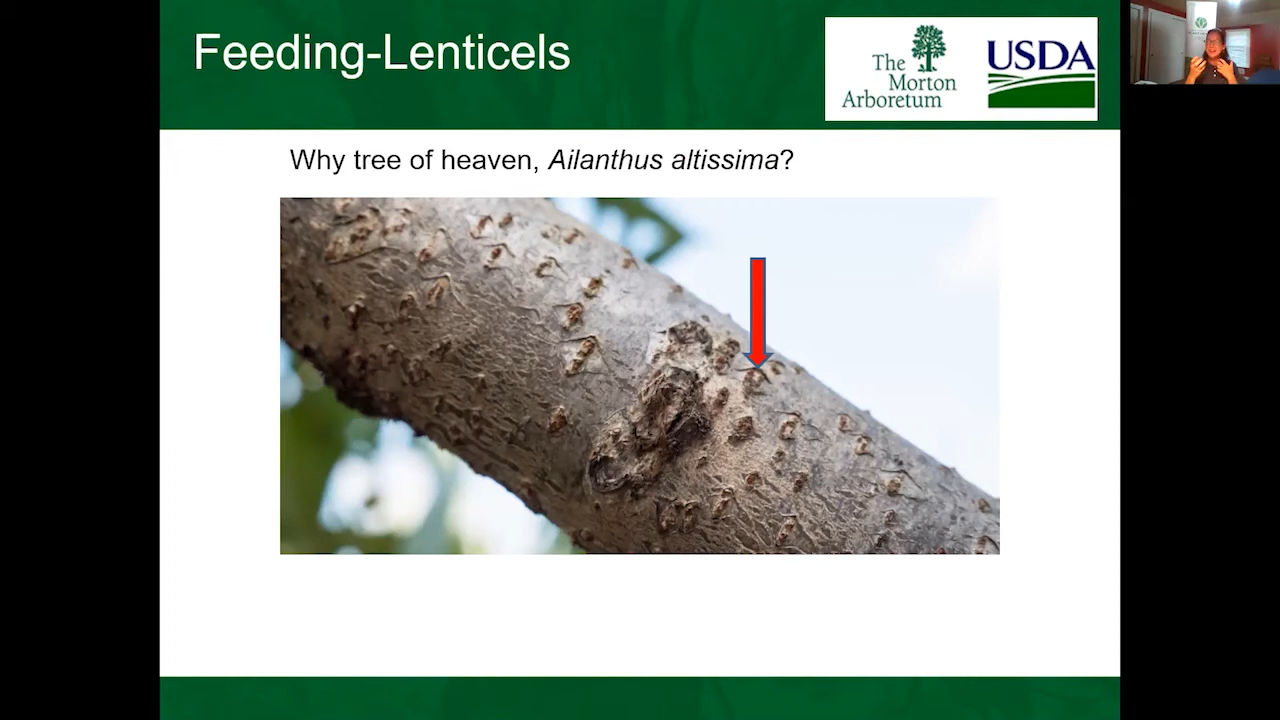 Feeding-Lenticels
The
Morton
Arboretum
USDA
Why tree of heaven, Ailanthus altissima?